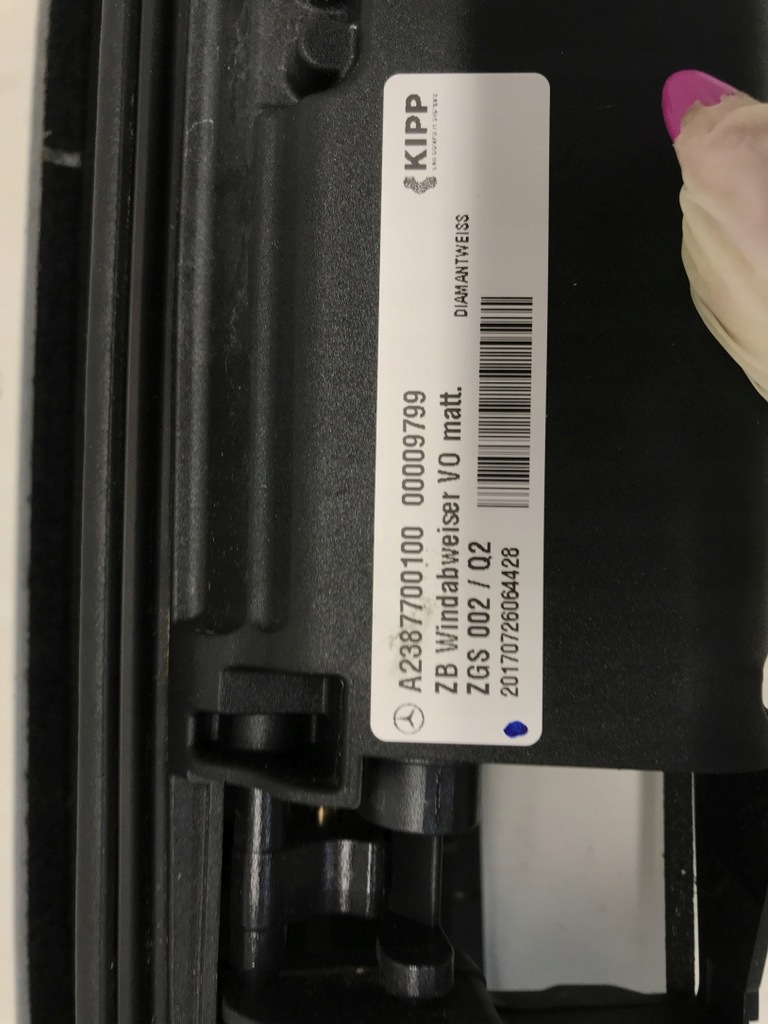 KIPP
A2387700100 00009799
ZB Windabweiser VO matt.
ZGS 002 / Q2
DIAMANTWEISS
20170726064428